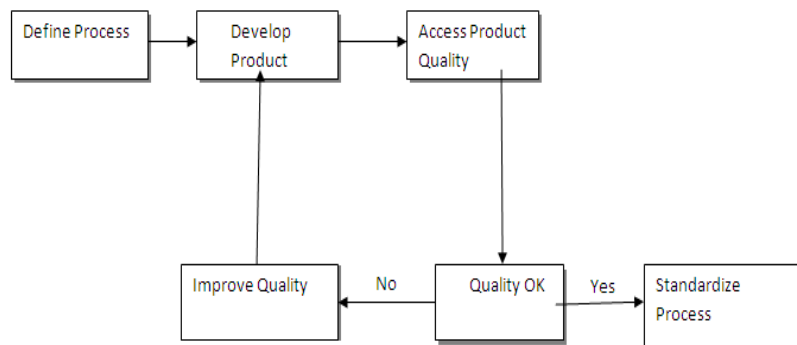 Define Process
Develop
Product
Access Product
Quality
Improve Quality
No
Quality OK
Yes
Standardize
Process